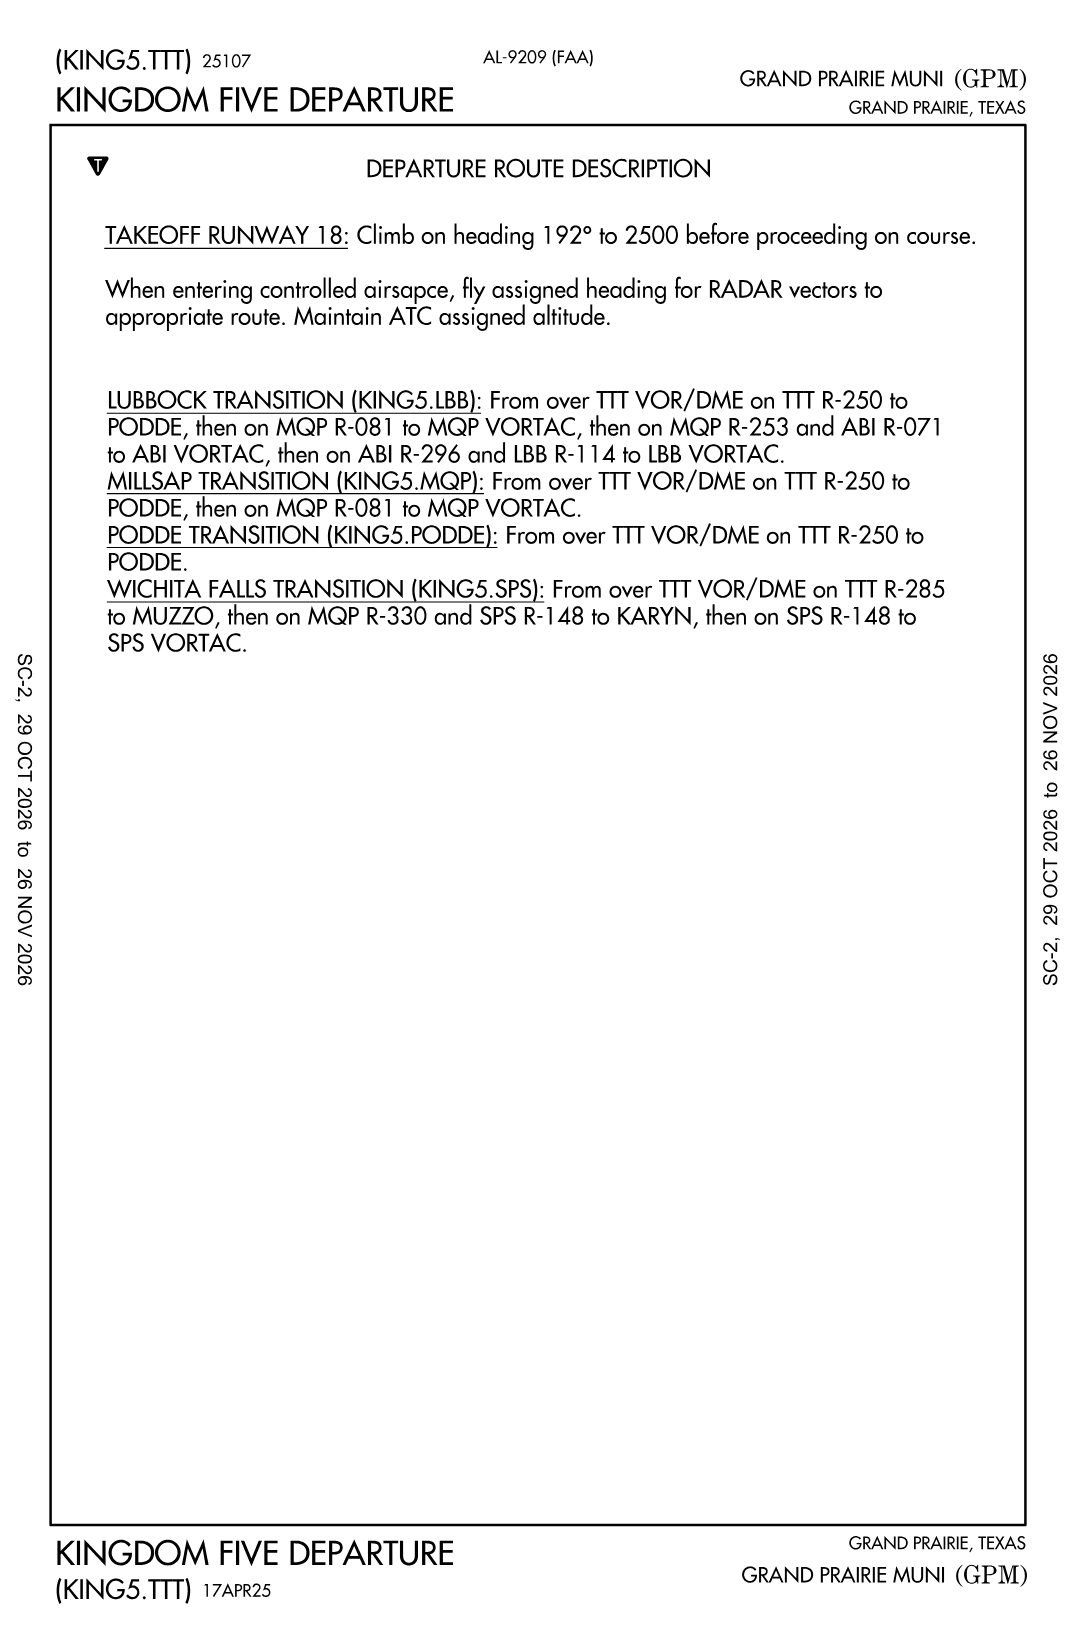 (KING5.TTT) 25107
AL-9209 (FAA)
KINGDOM FIVE DEPARTURE
GRAND PRAIRIE MUNI (GPM)
GRAND PRAIRIE, TEXAS
T
DEPARTURE ROUTE DESCRIPTION
TAKEOFF RUNWAY 18: Climb on heading 192° to 2500 before proceeding on course.
When entering controlled airsapce, fly assigned heading for RADAR vectors to
appropriate route. Maintain ATC assigned altitude.
LUBBOCK TRANSITION (KING5.LBB): From over TTT VOR/DME on TTT R-250 to
PODDE, then on MQP R-081 to MQP VORTAC, then on MQP R-253 and ABI R-071
to ABI VORTAC, then on ABI R-296 and LBB R-114 to LBB VORTAC.
MILLSAP TRANSITION (KING5.MQP): From over TTT VOR/DME on TTT R-250 to
PODDE, then on MQP R-081 to MQP VORTAC.
PODDE TRANSITION (KING5.PODDE): From over TTT VOR/DME on TTT R-250 to
PODDE.
WICHITA FALLS TRANSITION (KING5.SPS): From over TTT VOR/DME on TTT R-285
to MUZZO, then on MQP R-330 and SPS R-148 to KARYN, then on SPS R-148 to
SPS VORTAC.
SC-2, 29 OCT 2026 to 26 NOV 2026
SC-2, 29 OCT 2026 to 26 NOV 2026
KINGDOM FIVE DEPARTURE
(KING5.TTT) 17APR25
GRAND PRAIRIE, TEXAS
GRAND PRAIRIE MUNI (GPM)